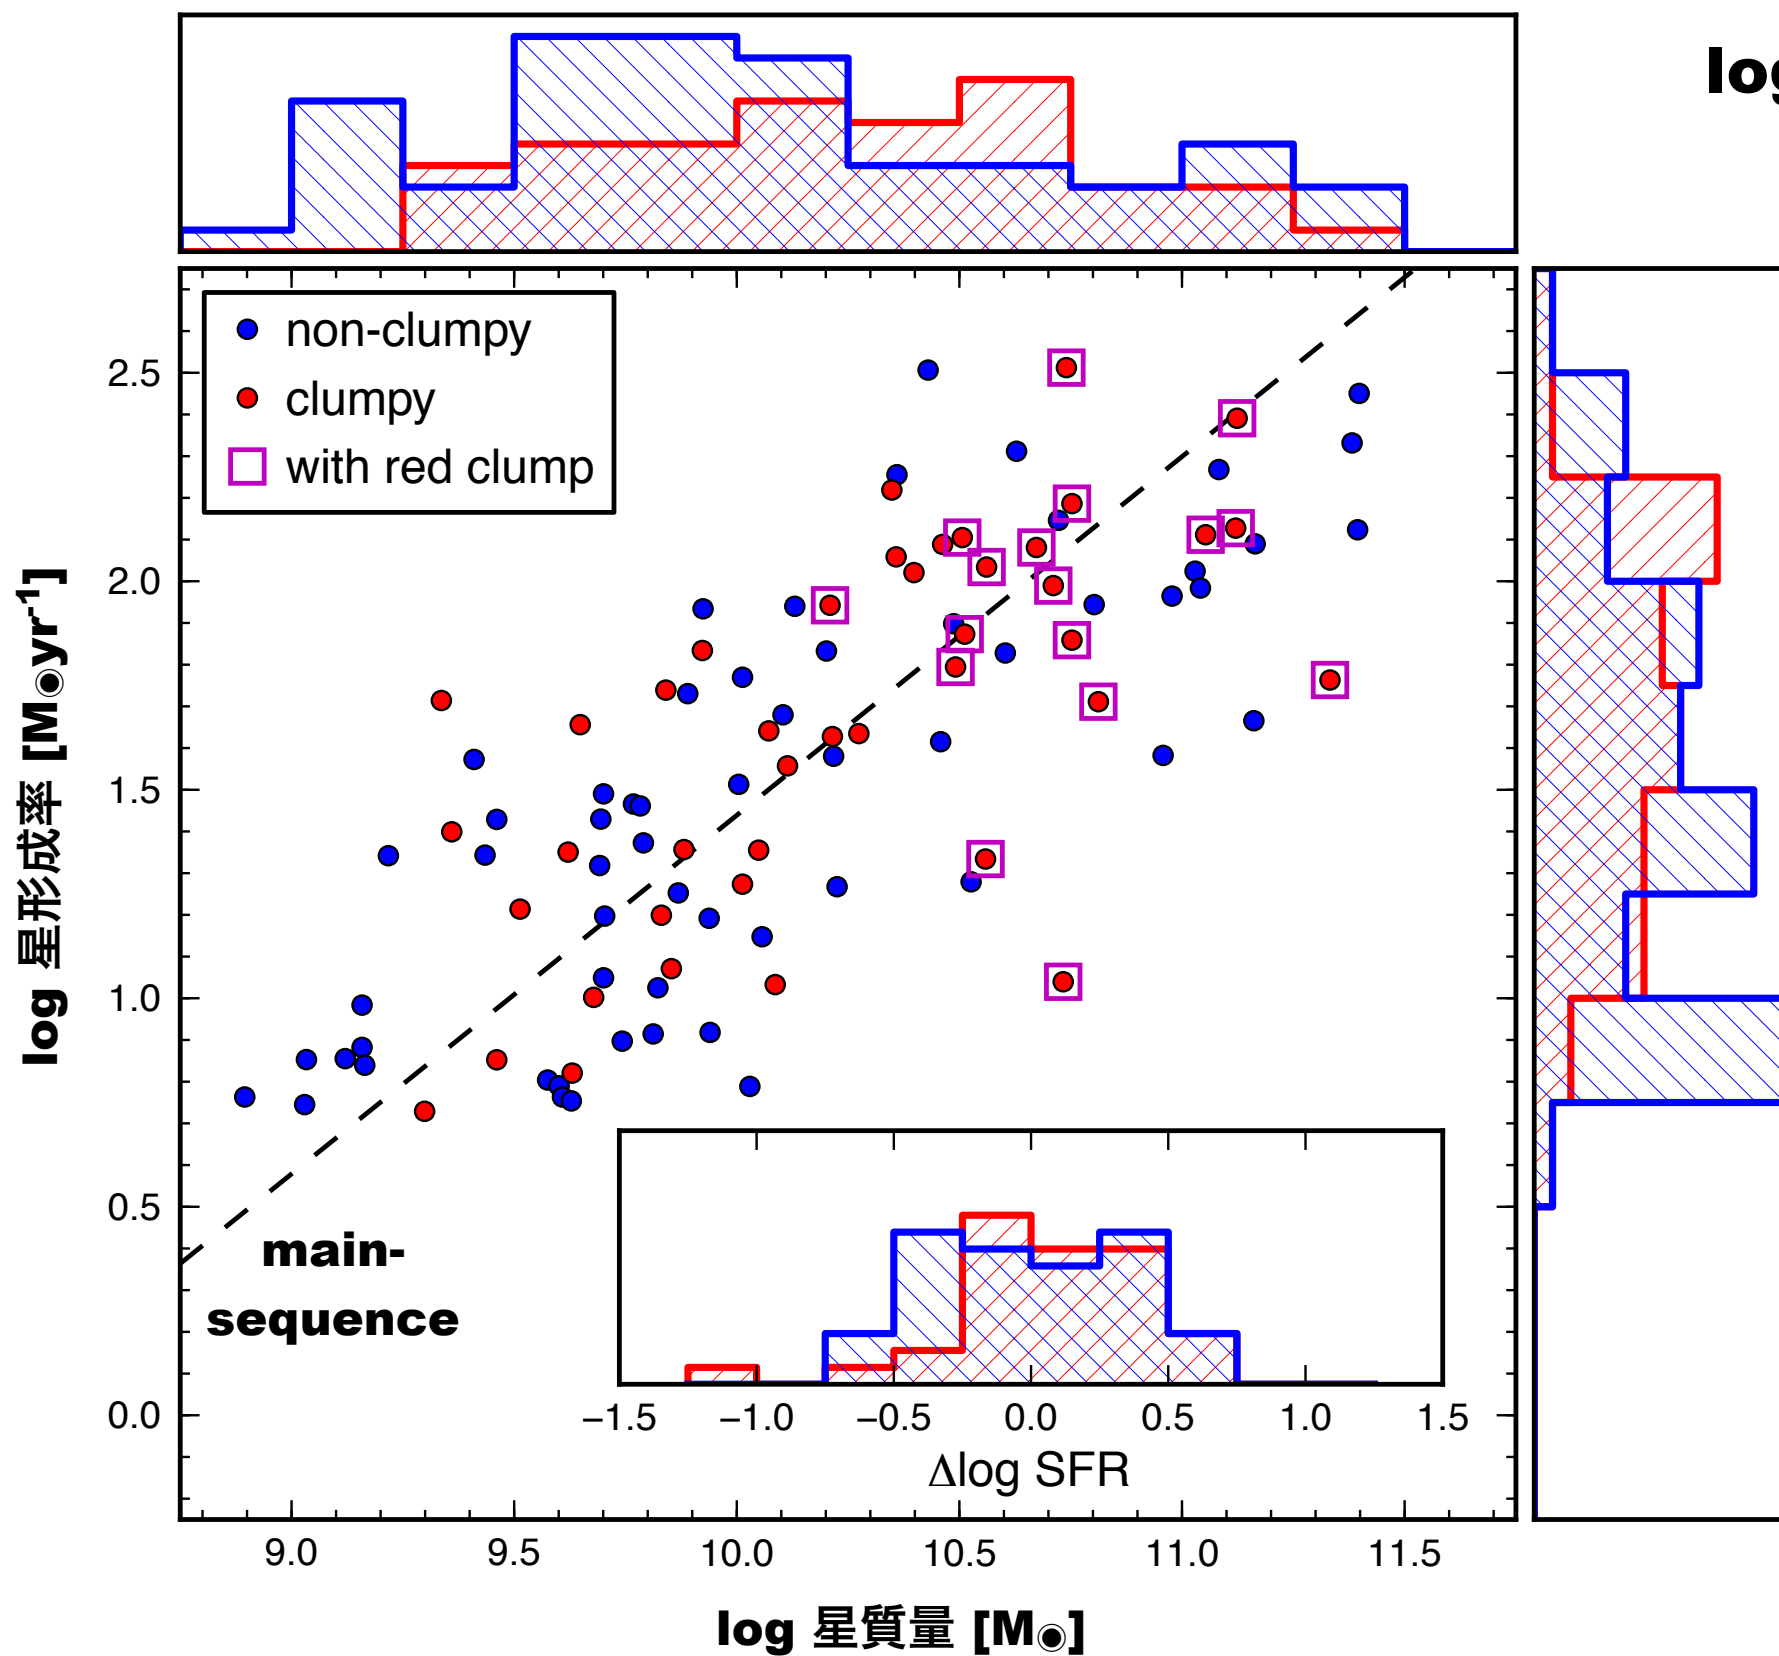 log
non-clumpy
clumpy
with red clump
2.5
2.0
1.5
1.0
0.5
0.0
log 星形成率 [M◉yr⁻¹]
main-
sequence
−1.5 −1.0 −0.5 0.0 0.5 1.0 1.5
Δlog SFR
9.0 9.5 10.0 10.5 11.0 11.5
log 星質量 [M◉]